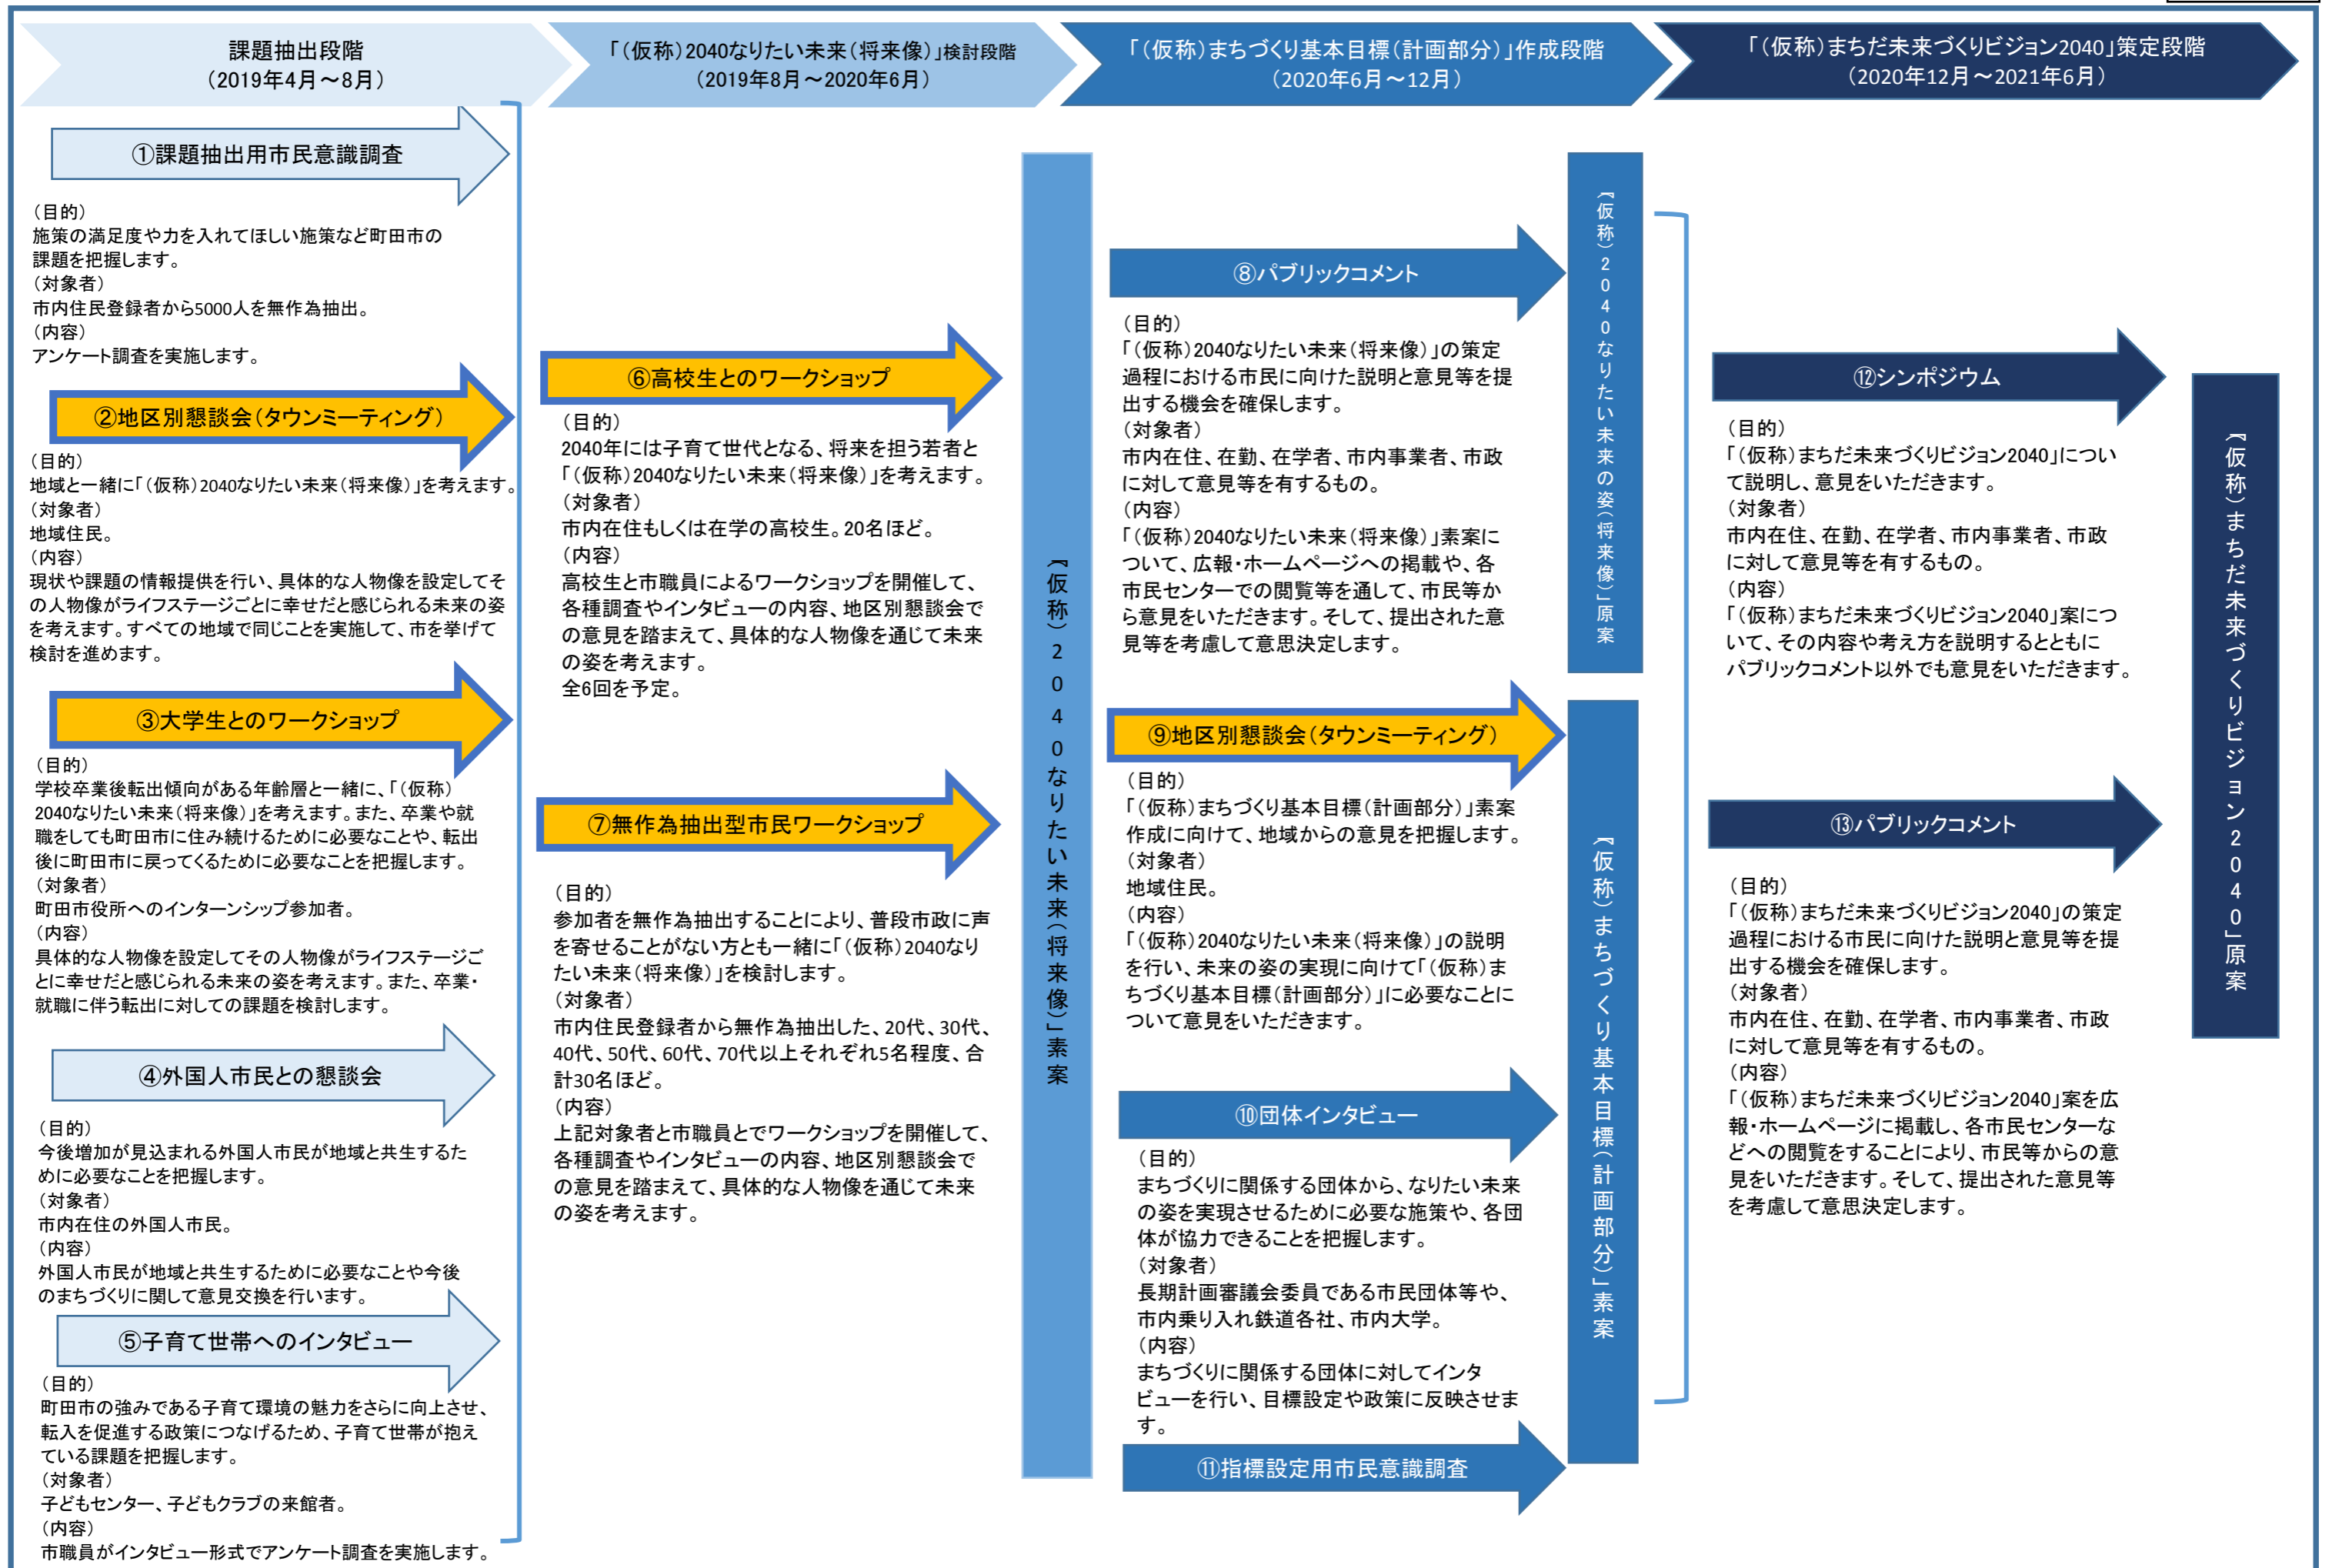 課題抽出段階
(2019年4月～8月)
「(仮称)2040なりたい未来(将来像)」検討段階
(2019年8月～2020年6月)
「(仮称)まちづくり基本目標(計画部分)」作成段階
(2020年6月～12月)
「(仮称)まちだ未来づくりビジョン2040」策定段階
(2020年12月～2021年6月)
①課題抽出用市民意識調査
(目的)
施策の満足度や力を入れてほしい施策など町田市の
課題を把握します。
(対象者)
市内住民登録者から5000人を無作為抽出。
(内容)
アンケート調査を実施します。
②地区別懇談会(タウンミーティング)
(目的)
地域と一緒に「(仮称)2040なりたい未来(将来像)」を考えます。
(対象者)
地域住民。
(内容)
現状や課題の情報提供を行い、具体的な人物像を設定してそ
の人物像がライフステージごとに幸せだと感じられる未来の姿
を考えます。すべての地域で同じことを実施して、市を挙げて
検討を進めます。
③大学生とのワークショップ
(目的)
学校卒業後転出傾向がある年齢層と一緒に、「(仮称)
2040なりたい未来(将来像)」を考えます。また、卒業や就
職をしても町田市に住み続けるために必要なことや、転出
後に町田市に戻ってくるために必要なことを把握します。
(対象者)
町田市役所へのインターンシップ参加者。
(内容)
具体的な人物像を設定してその人物像がライフステージご
とに幸せだと感じられる未来の姿を考えます。また、卒業・
就職に伴う転出に対しての課題を検討します。
④外国人市民との懇談会
(目的)
今後増加が見込まれる外国人市民が地域と共生するた
めに必要なことを把握します。
(対象者)
市内在住の外国人市民。
(内容)
外国人市民が地域と共生するために必要なことや今後
のまちづくりに関して意見交換を行います。
⑤子育て世帯へのインタビュー
(目的)
町田市の強みである子育て環境の魅力をさらに向上させ、
転入を促進する政策につなげるため、子育て世帯が抱え
ている課題を把握します。
(対象者)
子どもセンター、子どもクラブの来館者。
(内容)
市職員がインタビュー形式でアンケート調査を実施します。
⑥高校生とのワークショップ
(目的)
2040年には子育て世代となる、将来を担う若者と
「(仮称)2040なりたい未来(将来像)」を考えます。
(対象者)
市内在住もしくは在学の高校生。20名ほど。
(内容)
高校生と市職員によるワークショップを開催して、
各種調査やインタビューの内容、地区別懇談会で
の意見を踏まえて、具体的な人物像を通じて未来
の姿を考えます。
全6回を予定。
⑦無作為抽出型市民ワークショップ
(目的)
参加者を無作為抽出することにより、普段市政に声
を寄せることがない方とも一緒に「(仮称)2040なり
たい未来(将来像)」を検討します。
(対象者)
市内住民登録者から無作為抽出した、20代、30代、
40代、50代、60代、70代以上それぞれ5名程度、合
計30名ほど。
(内容)
上記対象者と市職員とでワークショップを開催して、
各種調査やインタビューの内容、地区別懇談会で
の意見を踏まえて、具体的な人物像を通じて未来
の姿を考えます。
「(仮称)2040なりたい未来(将来像)」素案
⑧パブリックコメント
(目的)
「(仮称)2040なりたい未来(将来像)」の策定
過程における市民に向けた説明と意見等を提
出する機会を確保します。
(対象者)
市内在住、在勤、在学者、市内事業者、市政
に対して意見等を有するもの。
(内容)
「(仮称)2040なりたい未来(将来像)」素案に
ついて、広報・ホームページへの掲載や、各
市民センターでの閲覧等を通して、市民等か
ら意見をいただきます。そして、提出された意
見等を考慮して意思決定します。
⑨地区別懇談会(タウンミーティング)
(目的)
「(仮称)まちづくり基本目標(計画部分)」素案
作成に向けて、地域からの意見を把握します。
(対象者)
地域住民。
(内容)
「(仮称)2040なりたい未来(将来像)」の説明
を行い、未来の姿の実現に向けて「(仮称)ま
ちづくり基本目標(計画部分)」に必要なことに
ついて意見をいただきます。
⑩団体インタビュー
(目的)
まちづくりに関係する団体から、なりたい未来
の姿を実現させるために必要な施策や、各団
体が協力できることを把握します。
(対象者)
長期計画審議会委員である市民団体等や、
市内乗り入れ鉄道各社、市内大学。
(内容)
まちづくりに関係する団体に対してインタ
ビューを行い、目標設定や政策に反映させま
す。
⑪指標設定用市民意識調査
「(仮称)2040なりたい未来の姿(将来像)」原案
「(仮称)まちづくり基本目標(計画部分)」素案
⑫シンポジウム
(目的)
「(仮称)まちだ未来づくりビジョン2040」につい
て説明し、意見をいただきます。
(対象者)
市内在住、在勤、在学者、市内事業者、市政
に対して意見等を有するもの。
(内容)
「(仮称)まちだ未来づくりビジョン2040」案につ
いて、その内容や考え方を説明するとともに
パブリックコメント以外でも意見をいただきます。
⑬パブリックコメント
(目的)
「(仮称)まちだ未来づくりビジョン2040」の策定
過程における市民に向けた説明と意見等を提
出する機会を確保します。
(対象者)
市内在住、在勤、在学者、市内事業者、市政
に対して意見等を有するもの。
(内容)
「(仮称)まちだ未来づくりビジョン2040」案を広
報・ホームページに掲載し、各市民センターな
どへの閲覧をすることにより、市民等からの意
見をいただきます。そして、提出された意見等
を考慮して意思決定します。
「(仮称)まちだ未来づくりビジョン2040」原案